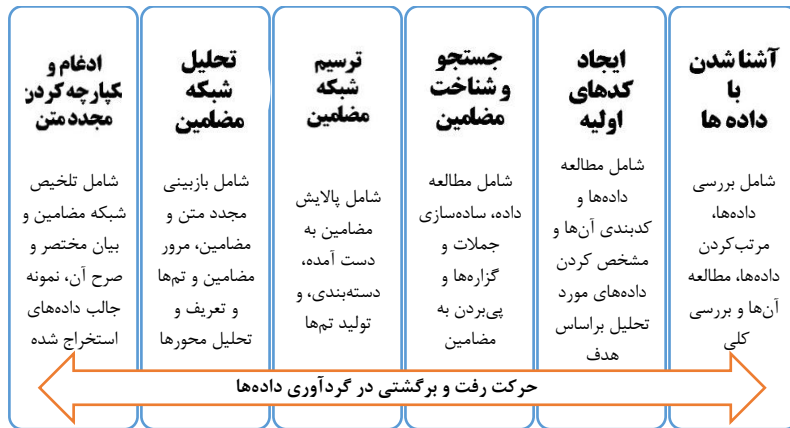 آشنا شدن
با
داده ها
شامل بررسی
داده‌ها،
مرتب‌کردن
داده‌ها، مطالعه
آن‌ها و بررسی
کلی
ایجاد
کدهای
اولیه
شامل مطالعه
داده‌ها و
کدبندی آن‌ها و
مشخص کردن
داده‌های مورد
تحلیل براساس
هدف
جستجو
و شناخت
مضامین
شامل مطالعه
داده، ساده‌سازی
جملات و
گزاره‌ها و
پی‌بردن به
مضامین
ترسیم
شبکه
مضامین
شامل پالایش
مضامین به
دست آمده،
دسته‌بندی، و
تولید تم‌ها
تحلیل
شبکه
مضامین
شامل بازبینی
مجدد متن و
مضامین، مرور
مضامین و تم‌ها
و تعریف و
تحلیل محورها
ادغام و
یکپارچه کردن
مجدد متن
شامل تلخیص
شبکه مضامین و
بیان مختصر و
صرح آن، نمونه
جالب داده‌های
استخراج شده
حرکت رفت و برگشتی در گردآوری داده‌ها